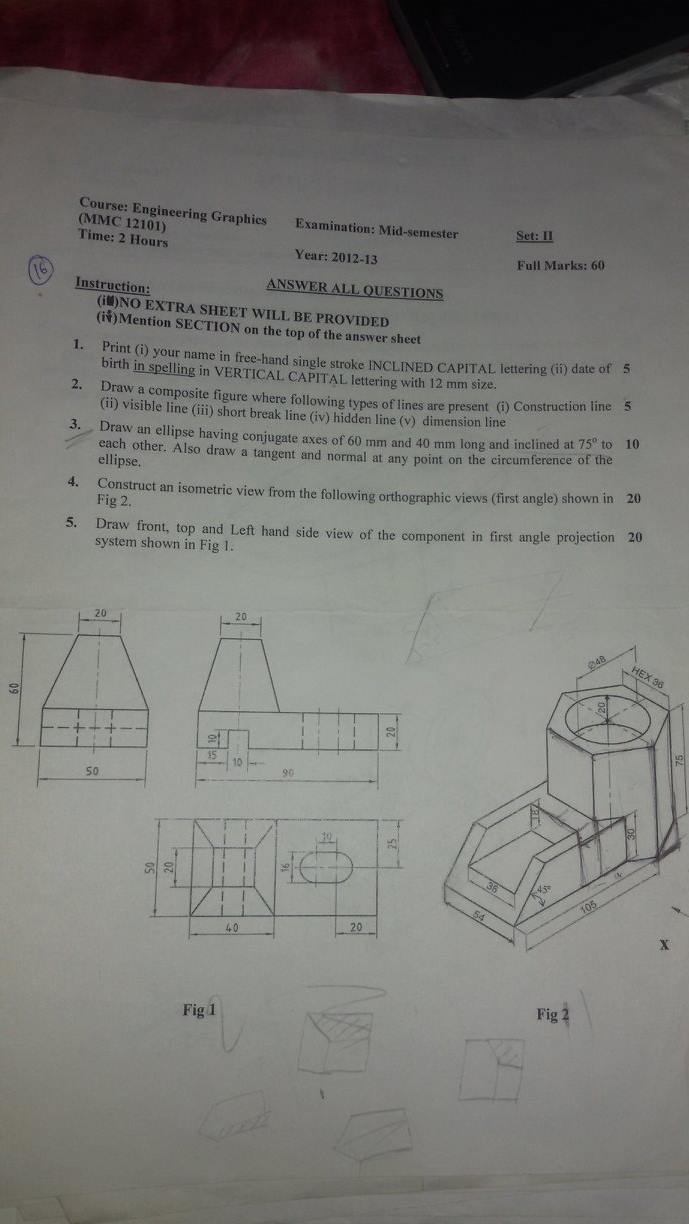 Course: Engineering Graphics
(MMC 12101)
Time: 2 Hours
Examination: Mid-semester
Year: 2012-13
Set: II
Full Marks: 60
16
Instruction:
ANSWER ALL QUESTIONS
NO EXTRA SHEET WILL BE PROVIDED
Mention SECTION on the top of the answer sheet
1. Print (i) your name in free-hand single stroke INCLINED CAPITAL lettering (ii) date of 5
birth in spelling in VERTICAL CAPITAL lettering with 12 mm size.
2. Draw a composite figure where following types of lines are present (i) Construction line 5
(ii) visible line (iii) short break line (iv) hidden line (v) dimension line
3. Draw an ellipse having conjugate axes of 60 mm and 40 mm long and inclined at 75° to 10
each other. Also draw a tangent and normal at any point on the circumference of the
ellipse.
4. Construct an isometric view from the following orthographic views (first angle) shown in 20
Fig 2.
5. Draw front, top and Left hand side view of the component in first angle projection 20
system shown in Fig 1.
20
60
50
20
10
15
10
90
20
50
20
40
16
10
25
20
Ø48
HEX 36
20
75
18
30
36
54
105
X
Fig 1
Fig